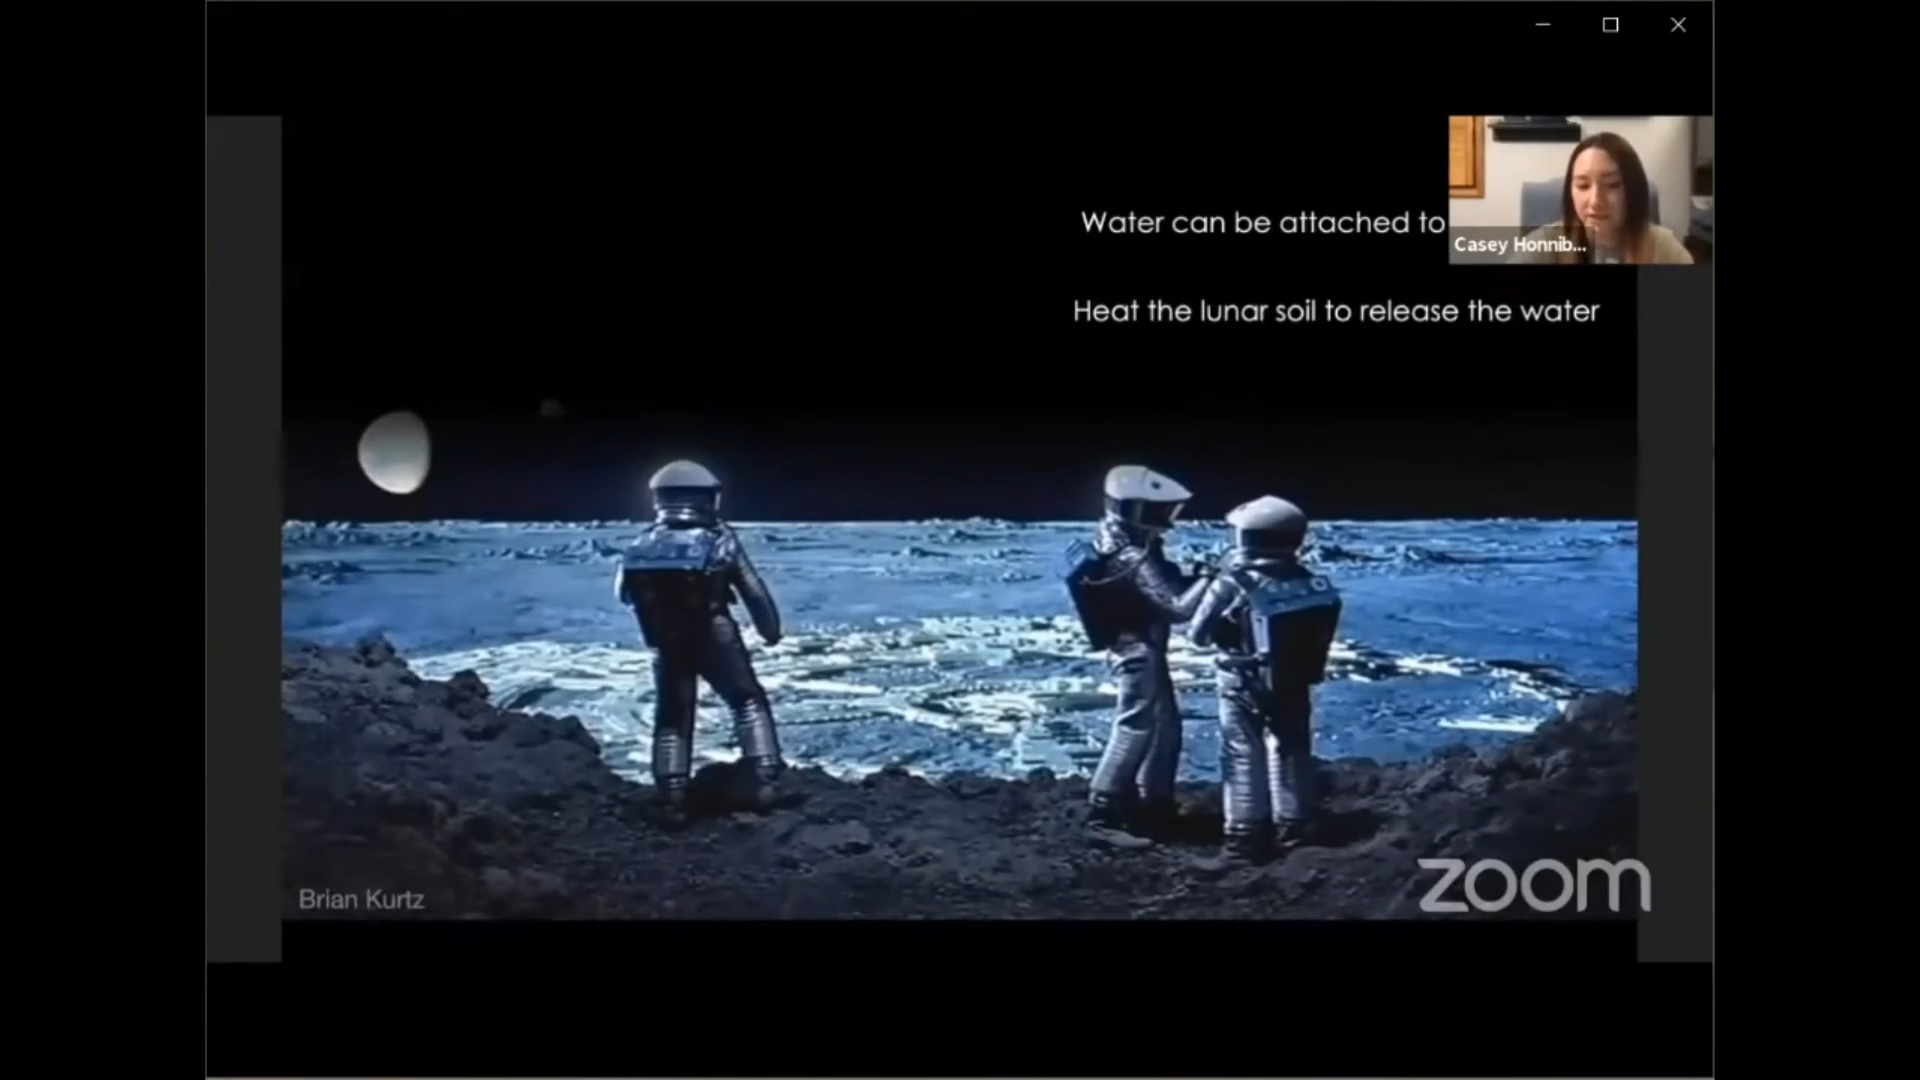 Water can be attached to
Casey Honnib...
Heat the lunar soil to release the water
Brian Kurtz
zoom